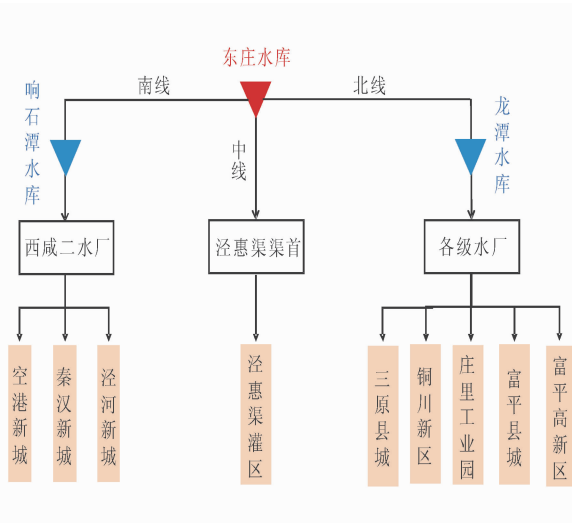 东庄水库
南线
北线
响石潭水库
龙潭水库
中线
西咸二水厂
泾惠渠渠首
各级水厂
空港新城
秦汉新城
泾河新城
泾惠渠灌区
三原县城
铜川新区
庄里工业园
富平县城
富平高新区